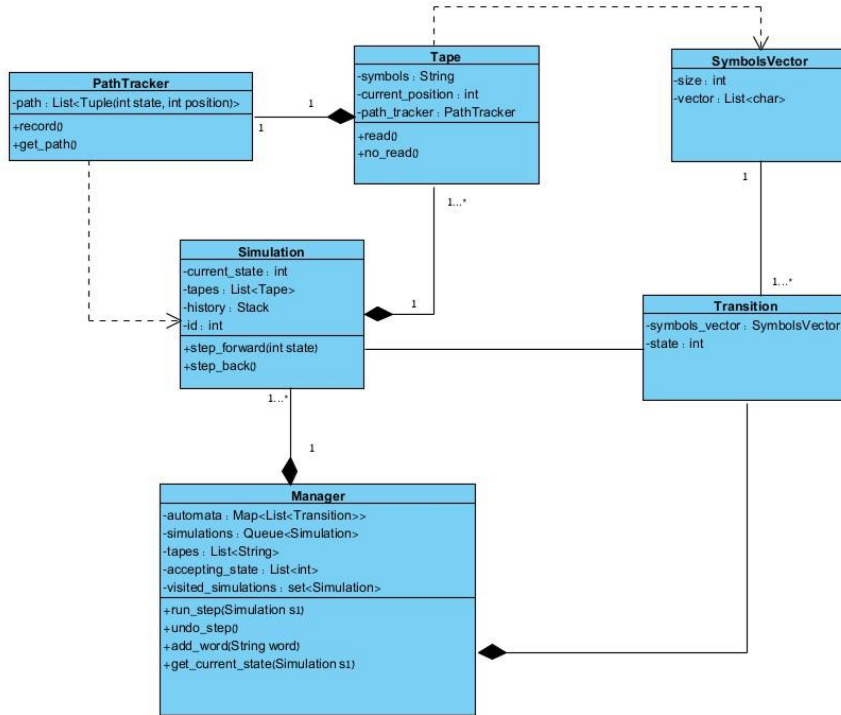 PathTracker
-path : List<Tuple(int state, int position)>
+record()
+get_path()
1
1
Tape
-symbols : String
-current_position : int
-path_tracker : PathTracker
+read()
+no_read()
SymbolsVector
-size : int
-vector : List<char>
1...*
1
Simulation
-current_state : int
-tapes : List<Tape>
-history : Stack
-id : int
+step_forward(int state)
+step_back()
1
1...*
Transition
-symbols_vector : SymbolsVector
-state : int
1...*
1
Manager
-automata : Map<List<Transition>>
-simulations : Queue<Simulation>
-tapes : List<String>
-accepting_state : List<int>
-visited_simulations : set<Simulation>
+run_step(Simulation s1)
+undo_step()
+add_word(String word)
+get_current_state(Simulation s1)